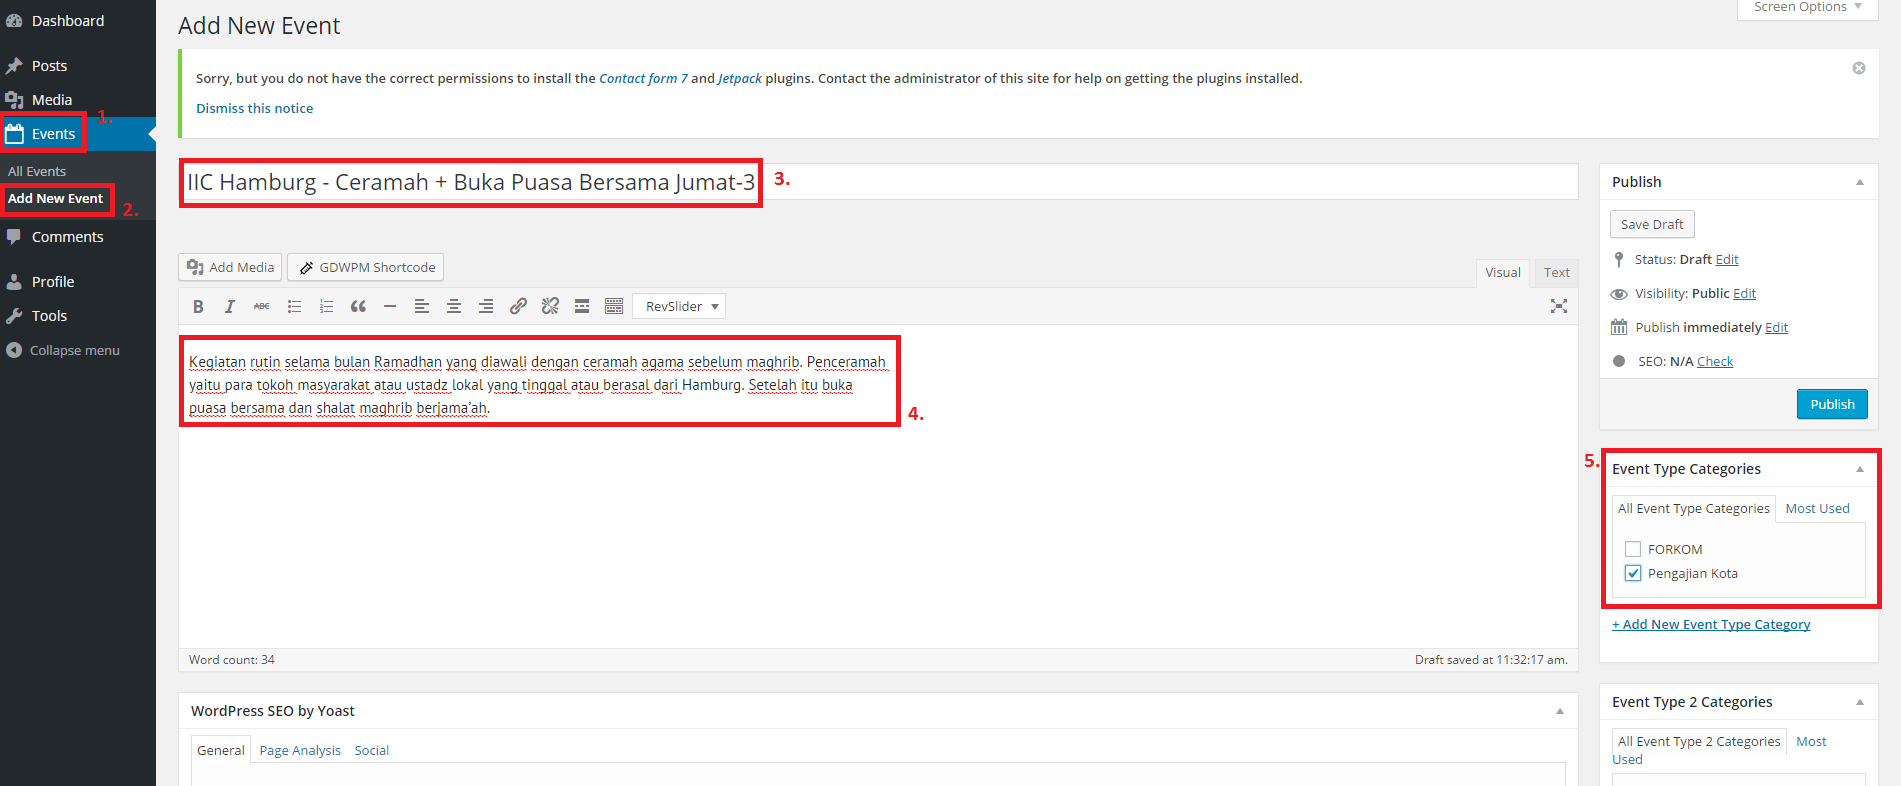 Dashboard
Posts
Media
1.
Events
All Events
Add New Event
2.
Comments
Profile
Tools
Collapse menu
Screen Options
Add New Event
Sorry, but you do not have the correct permissions to install the Contact form 7 and Jetpack plugins. Contact the administrator of this site for help on getting the plugins installed.
Dismiss this notice
IIC Hamburg - Ceramah + Buka Puasa Bersama Jumat-3
3.
Add Media
GDWPM Shortcode
Visual
Text
B I ABC
RevSlider
Kegiatan rutin selama bulan Ramadhan yang diawali dengan ceramah agama sebelum maghrib. Penceramah
yaitu para tokoh masyarakat atau ustadz lokal yang tinggal atau berasal dari Hamburg. Setelah itu buka
puasa bersama dan shalat maghrib berjama'ah.
4.
Word count: 34
Draft saved at 11:32:17 am.
WordPress SEO by Yoast
General
Page Analysis
Social
Publish
Save Draft
Status: Draft Edit
Visibility: Public Edit
Publish immediately Edit
SEO: N/A Check
Publish
5.
Event Type Categories
All Event Type Categories
Most Used
FORKOM
Pengajian Kota
+ Add New Event Type Category
Event Type 2 Categories
All Event Type 2 Categories
Most
Used